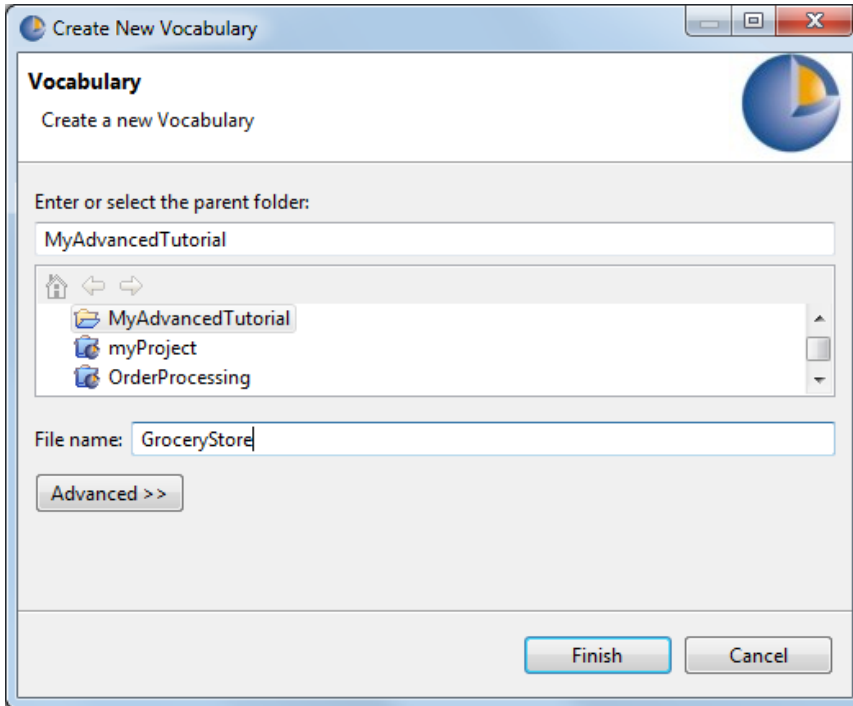 Create New Vocabulary
Vocabulary
Create a new Vocabulary
Enter or select the parent folder:
MyAdvancedTutorial
MyAdvancedTutorial
myProject
OrderProcessing
File name: GroceryStore
Advanced >>
Finish Cancel